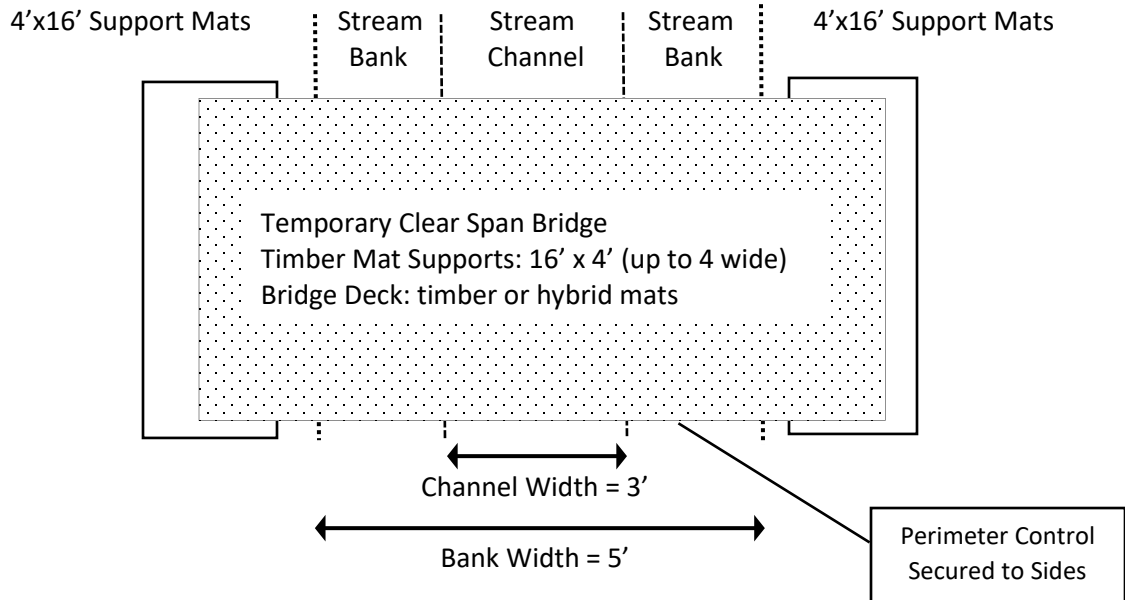 4’x16’ Support Mats
Stream
Bank
Stream
Channel
Stream
Bank
4’x16’ Support Mats
Temporary Clear Span Bridge
Timber Mat Supports: 16’ x 4’ (up to 4 wide)
Bridge Deck: timber or hybrid mats
Channel Width = 3’
Bank Width = 5’
Perimeter Control
Secured to Sides